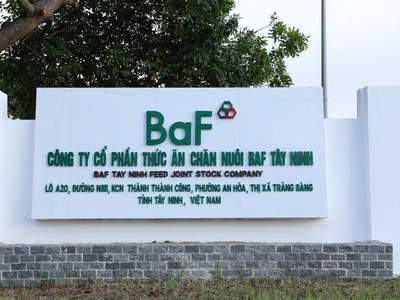 BaF
CÔNG TY CỔ PHẦN THỨC ĂN CHĂN NUÔI BAF TÂY NINH
BAF TAY NINH FEED JOINT STOCK COMPANY
LÔ A20, ĐƯỜNG N8B, KCN THÀNH THÀNH CÔNG, PHƯỜNG AN HÒA, THỊ XÃ TRẢNG BÀNG
TỈNH TÂY NINH, VIỆT NAM